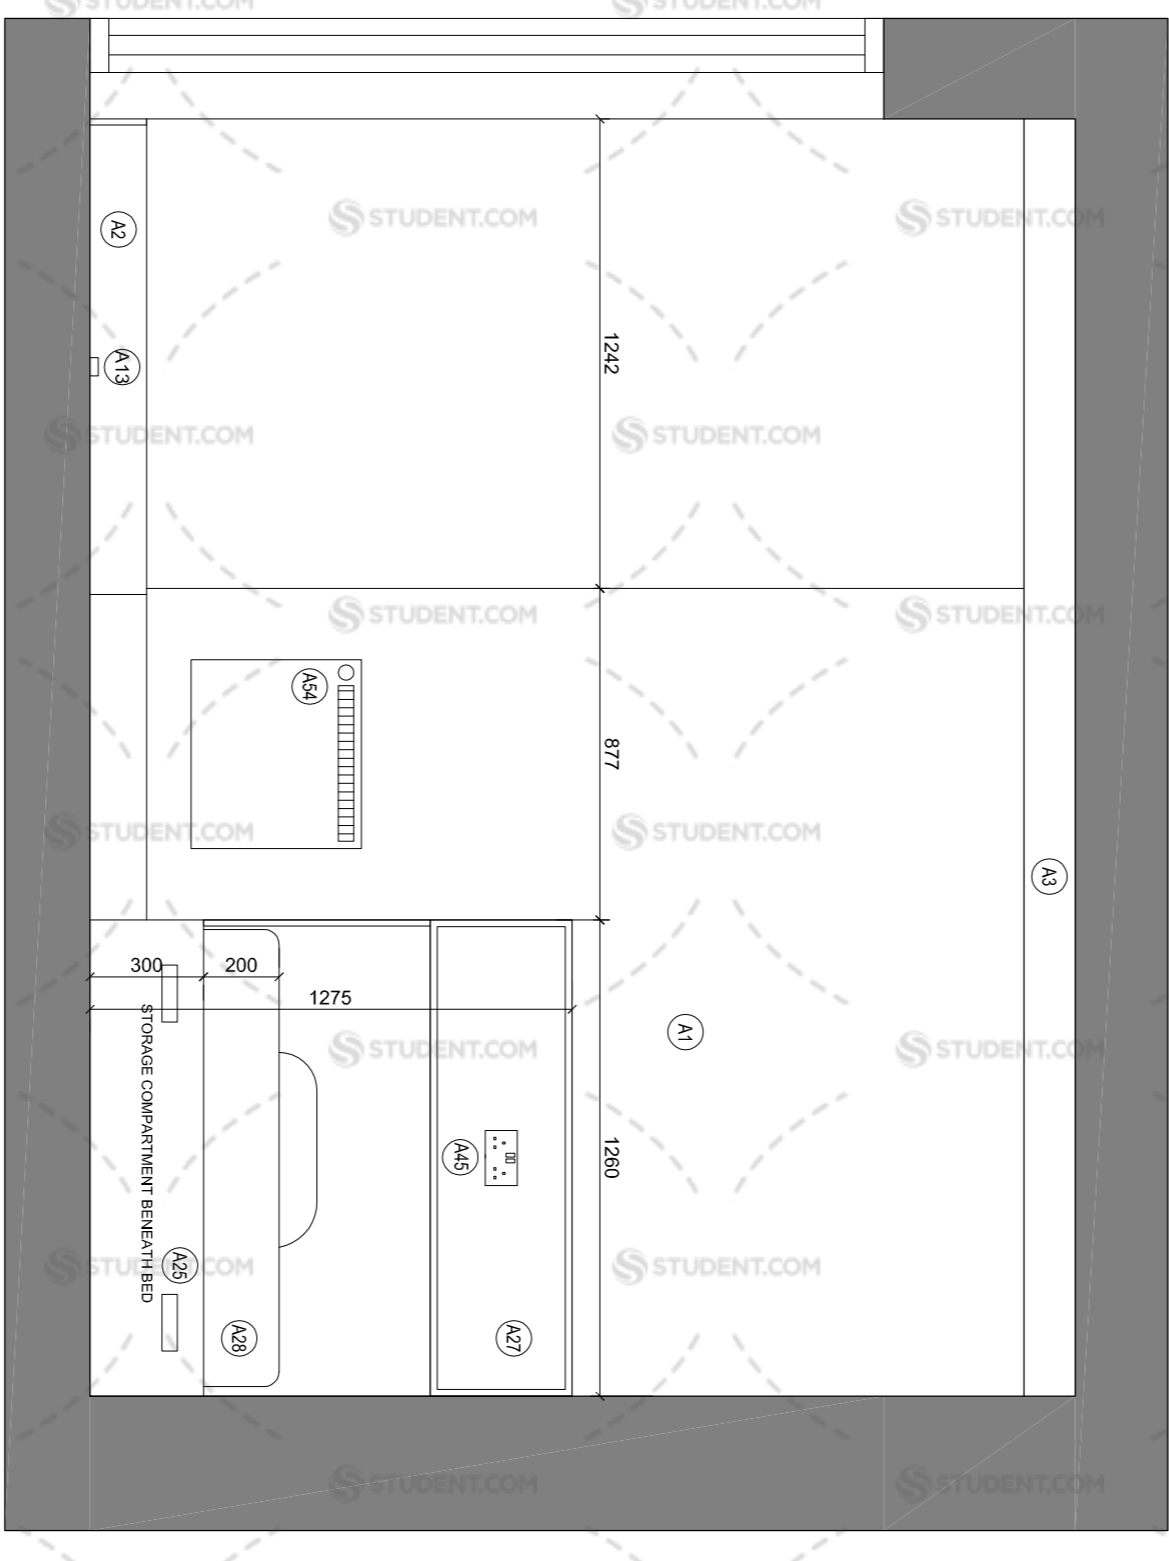 STUDENT.COM
STUDENT.COM
A2
STUDENT.COM
STUDENT.COM
1242
A13
STUDENT.COM
STUDENT.COM
STUDENT.COM
STUDENT.COM
A54
877
STUDENT.COM
STUDENT.COM
A3
300
200
1275
A1
STUDENT.COM
STUDENT.COM
STORAGE COMPARTMENT BENEATH BED
A45
1260
STUDENT.COM
STUDENT.COM
A25
A28
A27
STUDENT.COM
STUDENT.COM